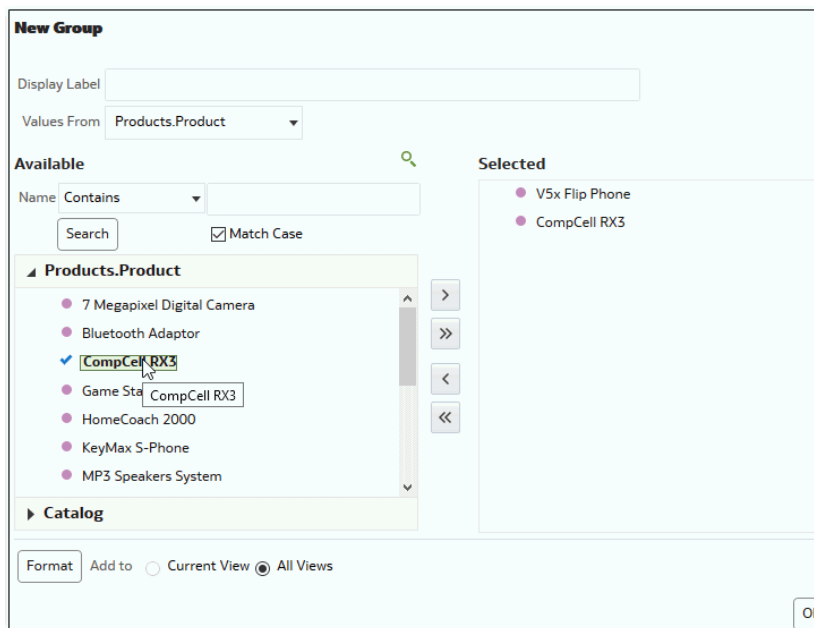 New Group
Display Label
Values From Products.Product
Available
Selected
Name Contains
Search Match Case
V5x Flip Phone
CompCell RX3
Products.Product
7 Megapixel Digital Camera
Bluetooth Adaptor
CompCell RX3
Game Sta
CompCell RX3
HomeCoach 2000
KeyMax S-Phone
MP3 Speakers System
Catalog
Format Add to Current View All Views